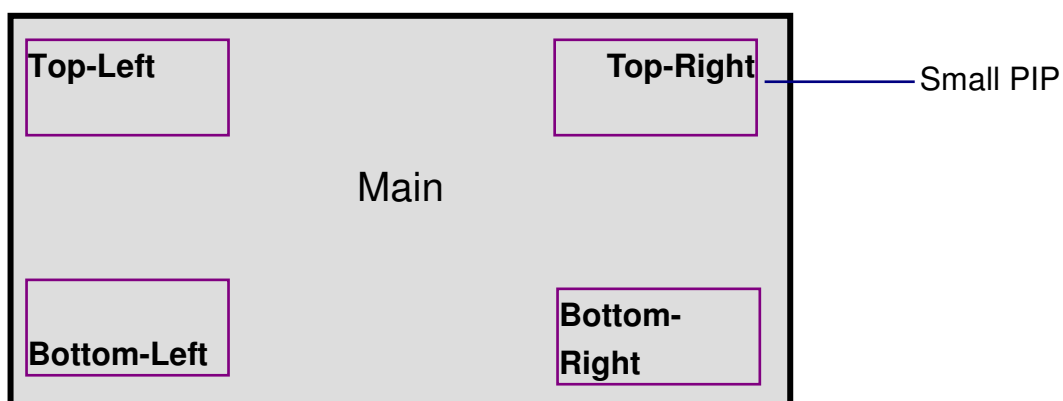 Top-Left
Top-Right
Small PIP
Main
Bottom-Left
Bottom-
Right